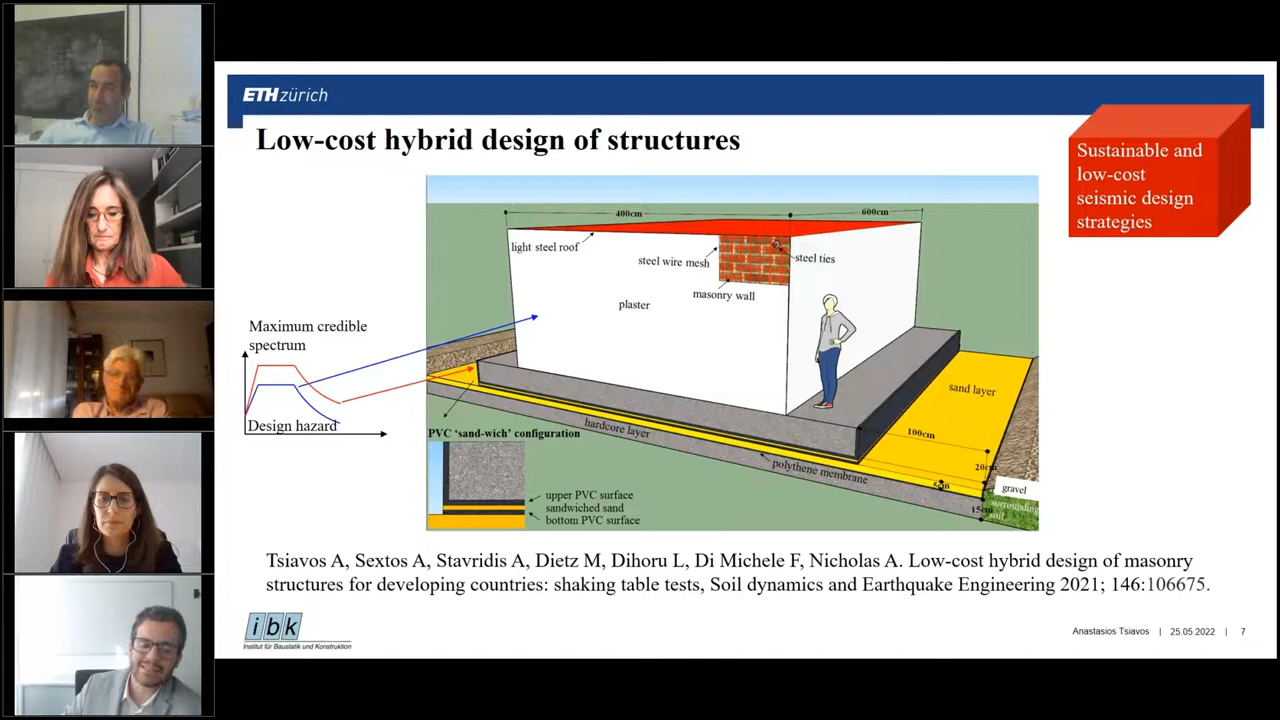 ETH zürich
Low-cost hybrid design of structures
Sustainable and
low-cost
seismic design
strategies
400cm
600cm
light steel roof
steel wire mesh
steel ties
masonry wall
plaster
Maximum credible
spectrum
Design hazard
sand layer
100cm
hardcore layer
PVC ‘sand-wich’ configuration
polythene membrane
20cm
5cm
gravel
surrounding
soil
15cm
upper PVC surface
sandwiched sand
bottom PVC surface
Tsiavos A, Sextos A, Stavridis A, Dietz M, Dihoru L, Di Michele F, Nicholas A. Low-cost hybrid design of masonry
structures for developing countries: shaking table tests, Soil dynamics and Earthquake Engineering 2021; 146:106675.
ibk
Institut für Baustatik und Konstruktion
Anastasios Tsiavos | 25.05.2022 | 7